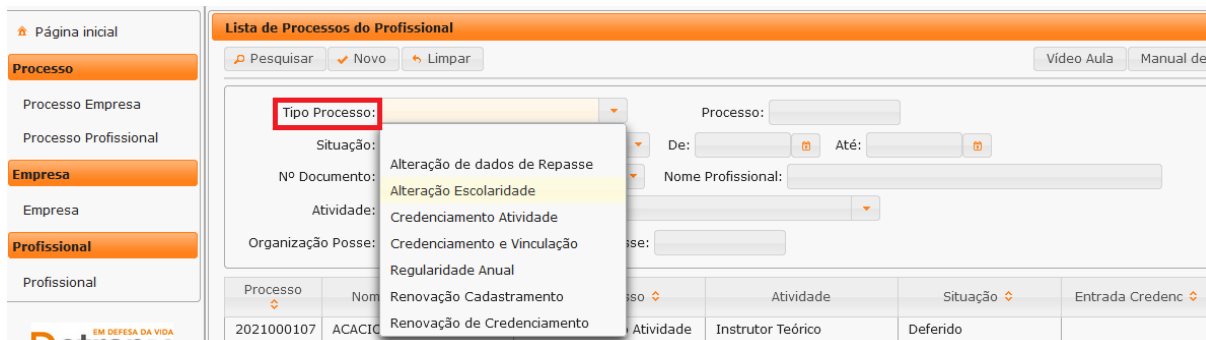 Página inicial
Processo
Processo Empresa
Processo Profissional
Empresa
Empresa
Profissional
Profissional
EM DEFESA DA VIDA
Lista de Processos do Profissional
Pesquisar Novo Limpar Vídeo Aula Manual de
Tipo Processo: Processo:
Situação: De: Até:
Nº Documento: Nome Profissional:
Atividade:
Organização Posse: sse:
Alteração de dados de Repasse
Alteração Escolaridade
Credenciamento Atividade
Credenciamento e Vinculação
Regularidade Anual
Renovação Cadastramento
Renovação de Credenciamento
Processo Nom sso Atividade Situação Entrada Credenc
2021000107 ACACIO Atividade Instrutor Teórico Deferido